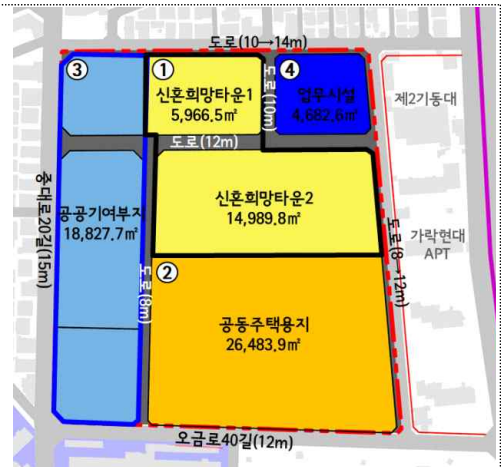 도로(10→14m)
③
①
④
신혼희망타운1
5,966.5㎡
도로(10m)
업무시설
4,682.6㎡
제2기동대
도로(12m)
중대로20길(15m)
공공기여부지
18,827.7㎡
신혼희망타운2
14,989.8㎡
도로(8→12m)
가락현대
APT
도로(8m)
②
공동주택용지
26,483.9㎡
오금로40길(12m)